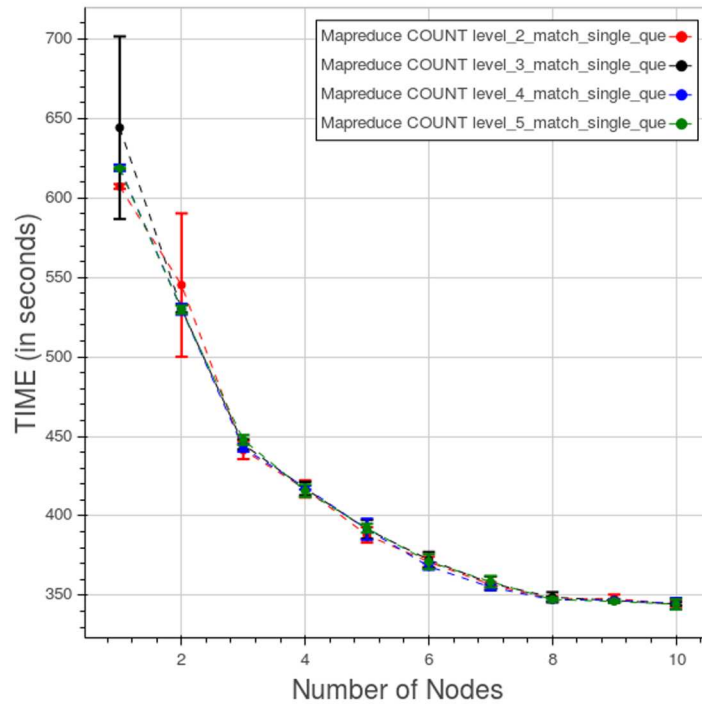 Mapreduce COUNT level_2_match_single_que
Mapreduce COUNT level_3_match_single_que
Mapreduce COUNT level_4_match_single_que
Mapreduce COUNT level_5_match_single_que
700
650
600
550
500
450
400
350
TIME (in seconds)
2 4 6 8 10
Number of Nodes